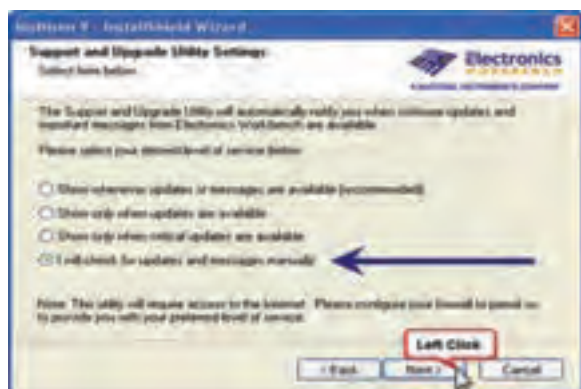 Multisim 9 - InstallShield Wizard
Support and Upgrade Utility Settings
Select item below.
Electronics
WORKBENCH
A NATIONAL INSTRUMENTS COMPANY
The Support and Upgrade Utility will automatically notify you when software updates and
important messages from Electronics Workbench are available.
Please select your desired level of service below:
Show whenever updates or messages are available (recommended)
Show only when updates are available
Show only when critical updates are available
I will check for updates and messages manually
Note: This utility will require access to the Internet. Please configure your firewall to permit us
to provide you with your preferred level of service.
Left Click
< Back
Next >
Cancel